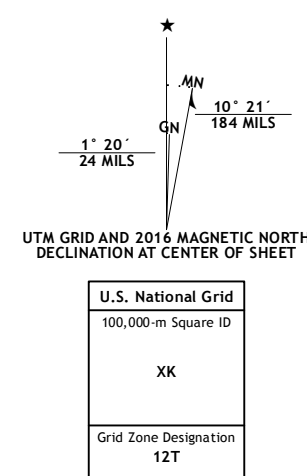 ★
MN
GN
10° 21´
184 MILS
1° 20´
24 MILS
UTM GRID AND 2016 MAGNETIC NORTH
DECLINATION AT CENTER OF SHEET
U.S. National Grid
100,000-m Square ID
XK
Grid Zone Designation
12T